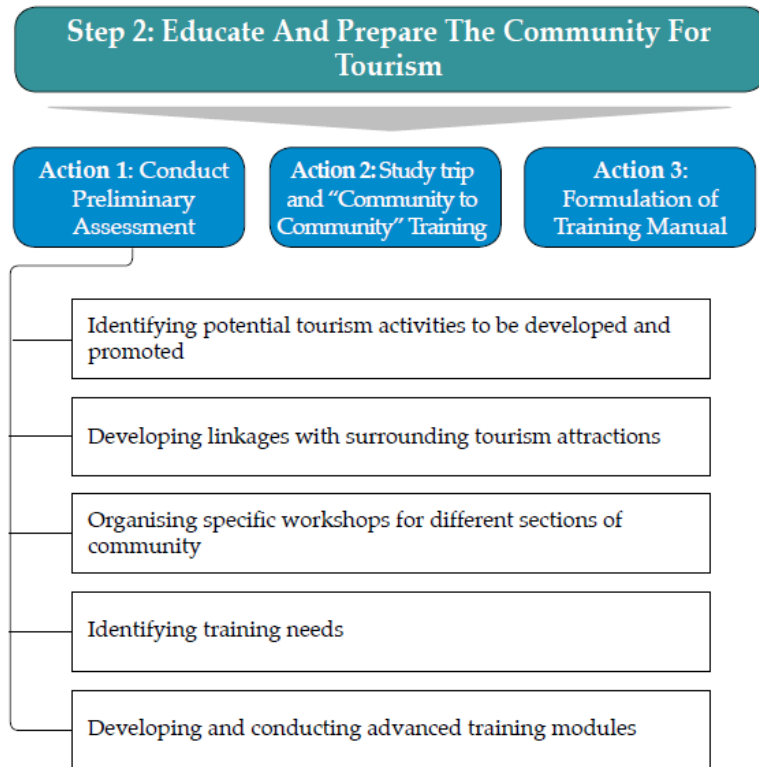 Step 2: Educate And Prepare The Community For
Tourism
Action 1: Conduct
Preliminary
Assessment
Action 2: Study trip
and “Community to
Community” Training
Action 3:
Formulation of
Training Manual
Identifying potential tourism activities to be developed and
promoted
Developing linkages with surrounding tourism attractions
Organising specific workshops for different sections of
community
Identifying training needs
Developing and conducting advanced training modules